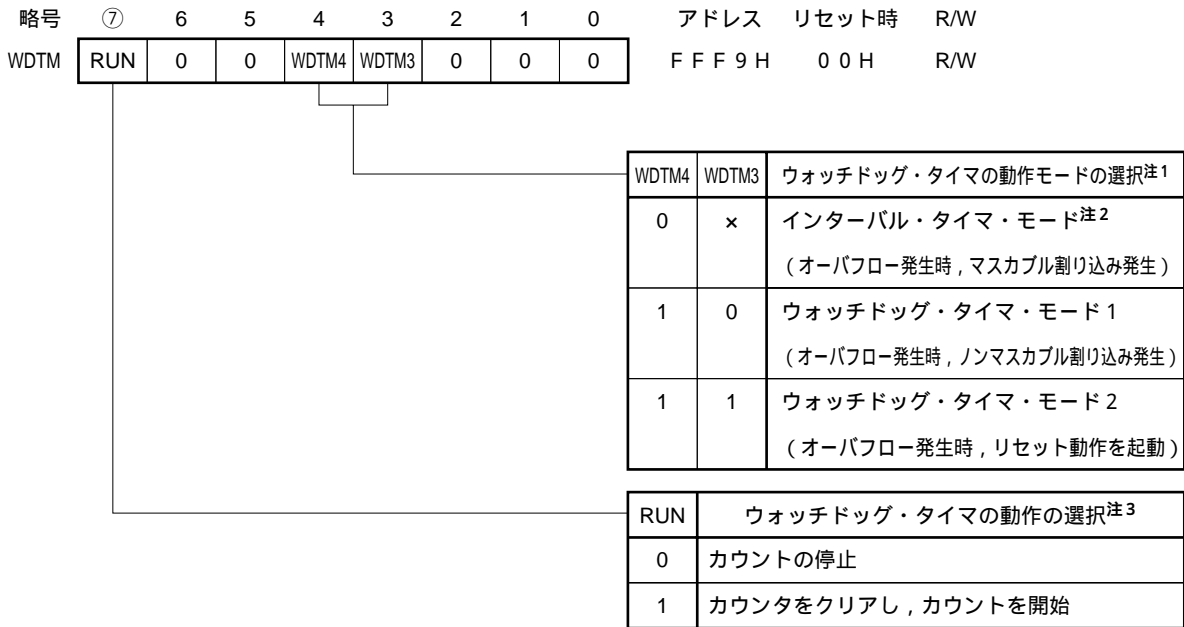 略号 ⑦ 6 5 4 3 2 1 0 アドレス リセット時 R/W
WDTM RUN 0 0 WDTM4 WDTM3 0 0 0 FFF9H 00H R/W
WDTM4 WDTM3 ウォッチドッグ・タイマの動作モードの選択注1
0 × インターバル・タイマ・モード注2
（オーバフロー発生時，マスカブル割り込み発生）
1 0 ウォッチドッグ・タイマ・モード1
（オーバフロー発生時，ノンマスカブル割り込み発生）
1 1 ウォッチドッグ・タイマ・モード2
（オーバフロー発生時，リセット動作を起動）
RUN ウォッチドッグ・タイマの動作の選択注3
0 カウントの停止
1 カウンタをクリアし，カウントを開始